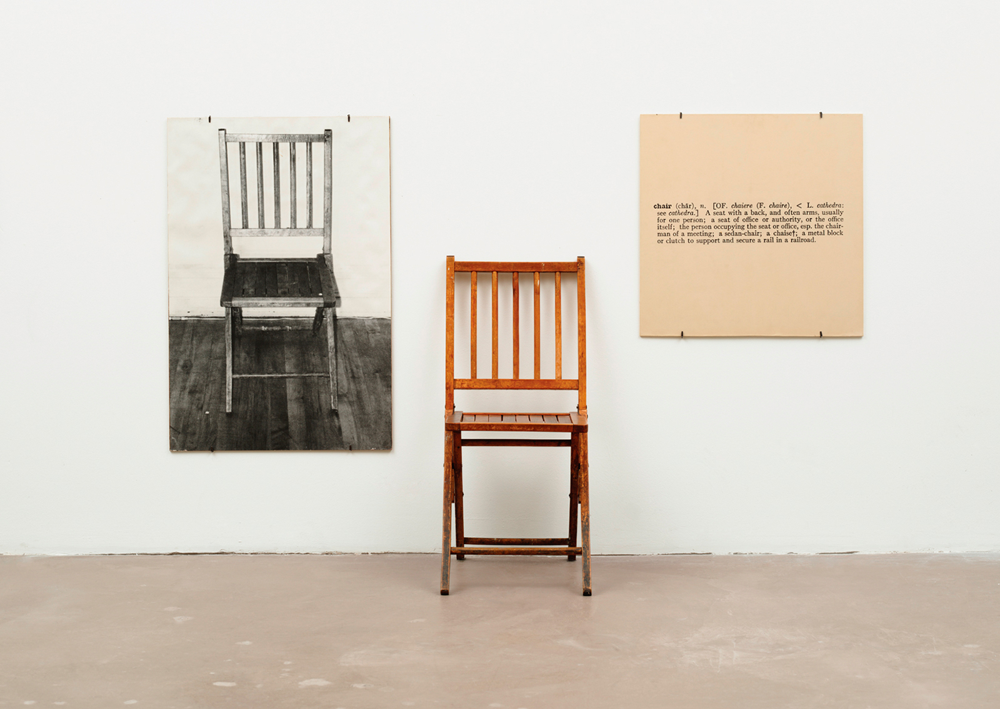 chair (chãr), n. [OF. chaiere (F. chaire), < L. cathedra:
see cathedra.] A seat with a back, and often arms, usually
for one person; a seat of office or authority, or the office
itself; the person occupying the seat or office, esp. the chair-
man of a meeting; a sedan-chair; a chaise†; a metal block
or clutch to support and secure a rail in a railroad.